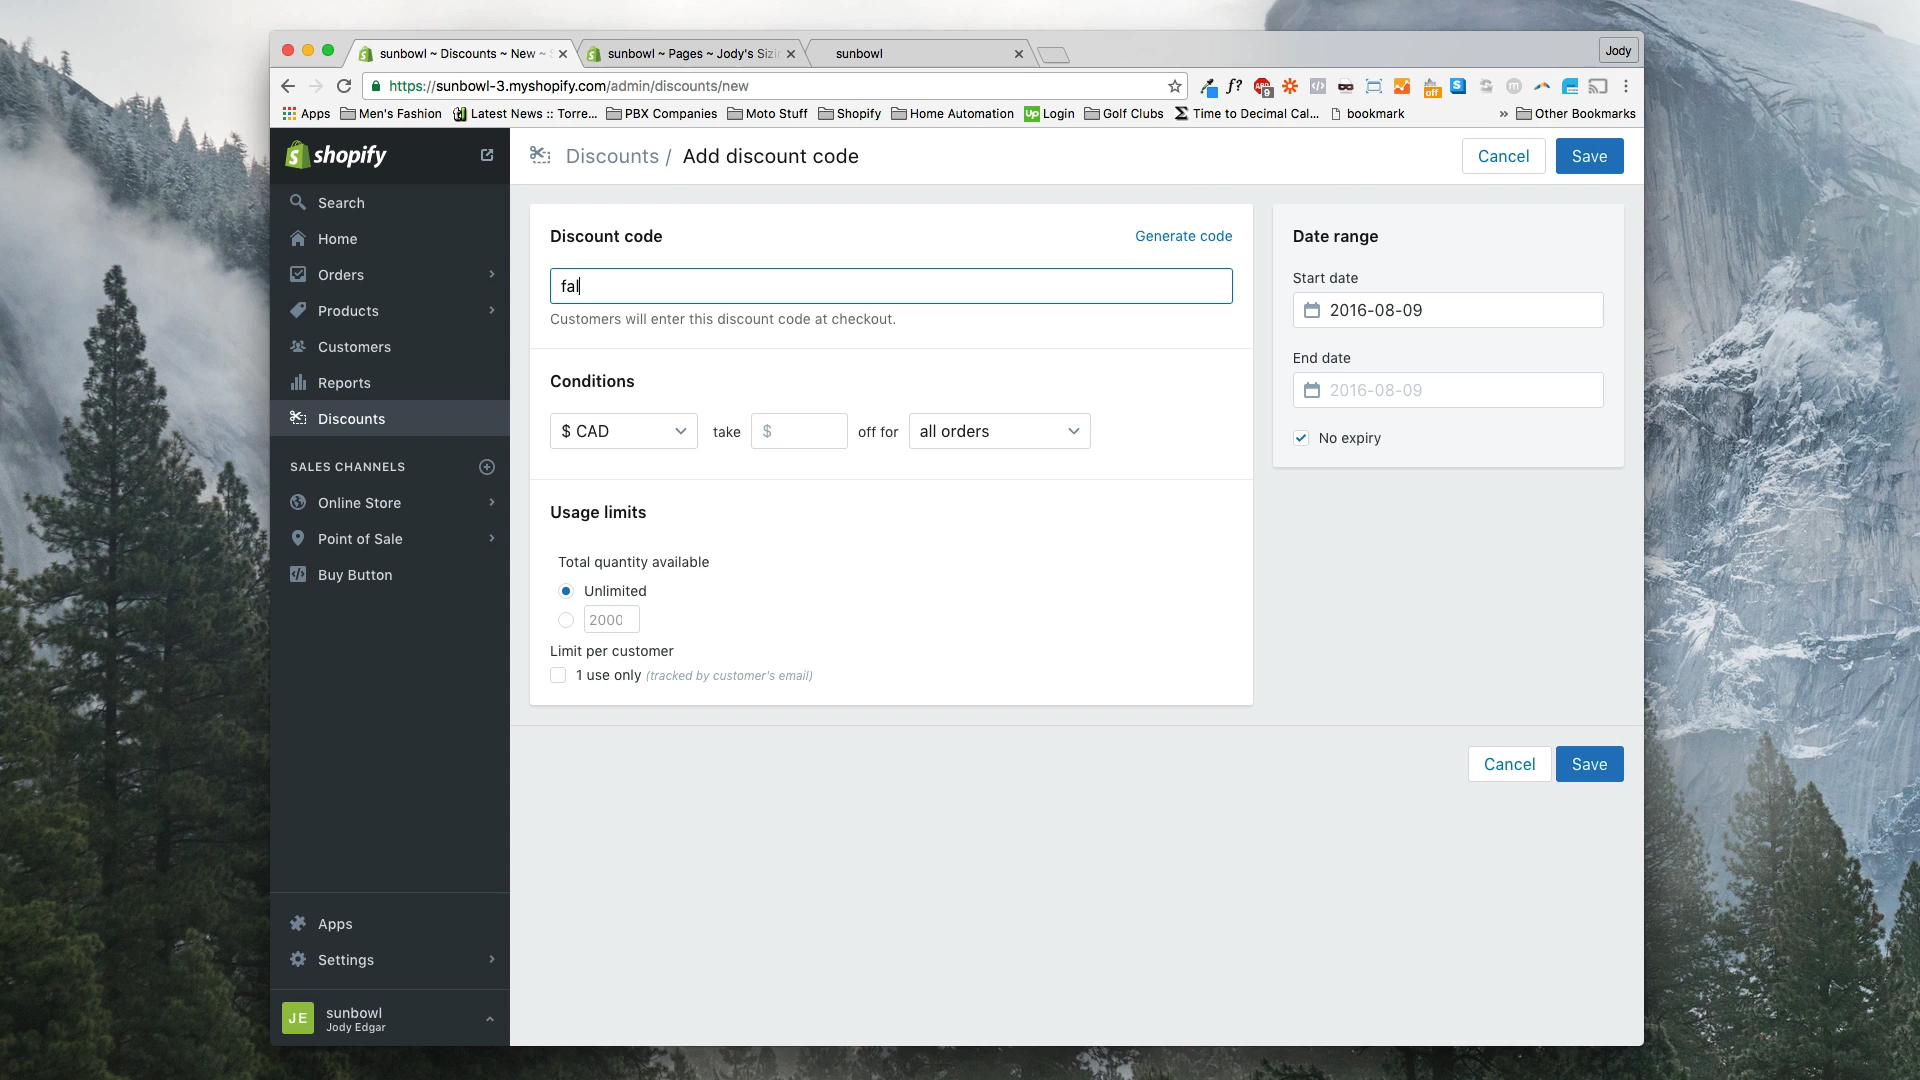 sunbowl ~ Discounts ~ New ~
sunbowl ~ Pages ~ Jody's Sizi
sunbowl
Jody
https://sunbowl-3.myshopify.com/admin/discounts/new
f?
9
off
S
m
Apps
Men's Fashion
Latest News :: Torre...
PBX Companies
Moto Stuff
Shopify
Home Automation
Up Login
Golf Clubs
Σ Time to Decimal Cal...
bookmark
» Other Bookmarks
shopify
Discounts / Add discount code
Cancel
Save
Search
Home
Orders
Products
Customers
Reports
Discounts
SALES CHANNELS
Online Store
Point of Sale
Buy Button
Apps
Settings
JE
sunbowl
Jody Edgar
Discount code
Generate code
fal
Customers will enter this discount code at checkout.
Conditions
$ CAD take $ off for all orders
Usage limits
Total quantity available
Unlimited
2000
Limit per customer
1 use only (tracked by customer's email)
Date range
Start date
2016-08-09
End date
2016-08-09
No expiry
Cancel
Save